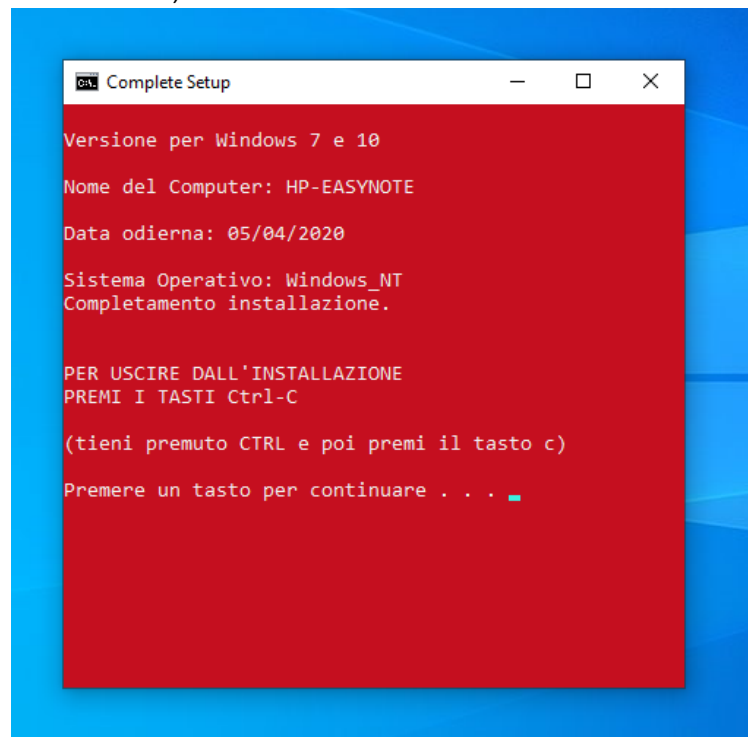 Complete Setup
Versione per Windows 7 e 10
Nome del Computer: HP-EASYNOTE
Data odierna: 05/04/2020
Sistema Operativo: Windows_NT
Completamento installazione.
PER USCIRE DALL'INSTALLAZIONE
PREMI I TASTI Ctrl-C
(tieni premuto CTRL e poi premi il tasto c)
Premere un tasto per continuare . . .